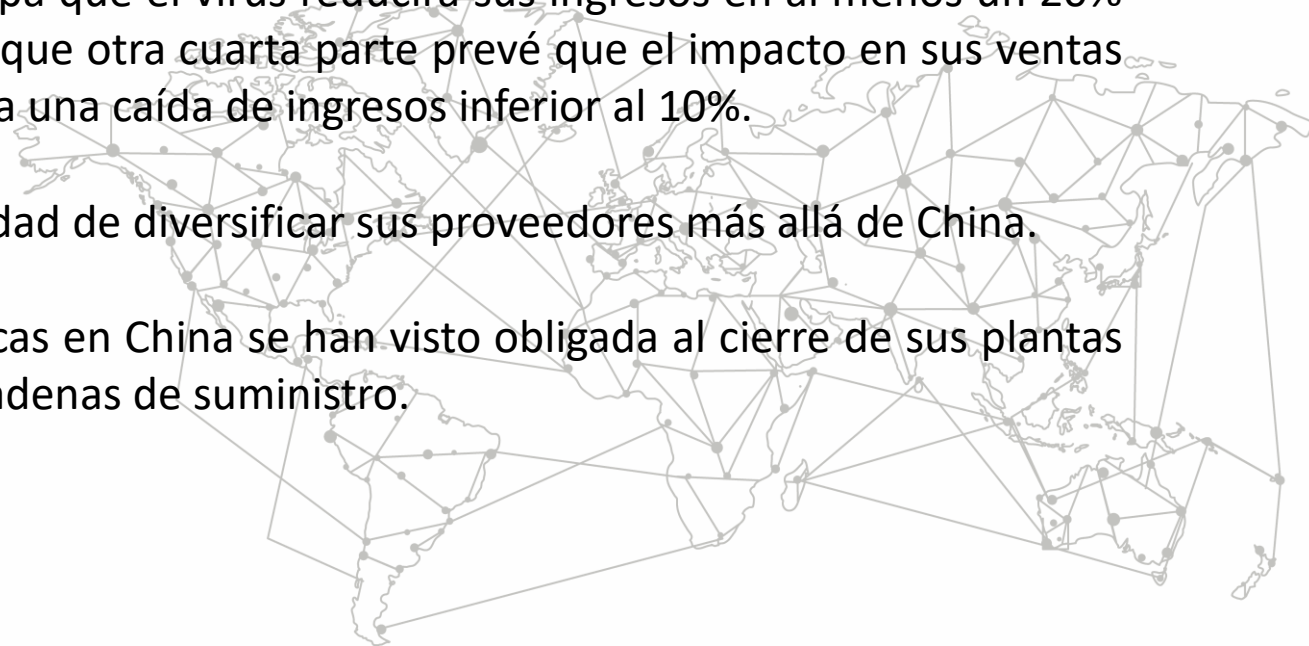 pa que el virus reducirá sus ingresos en al menos un 20%
que otra cuarta parte prevé que el impacto en sus ventas
a una caída de ingresos inferior al 10%.
dad de diversificar sus proveedores más allá de China.
cas en China se han visto obligada al cierre de sus plantas
adenas de suministro.